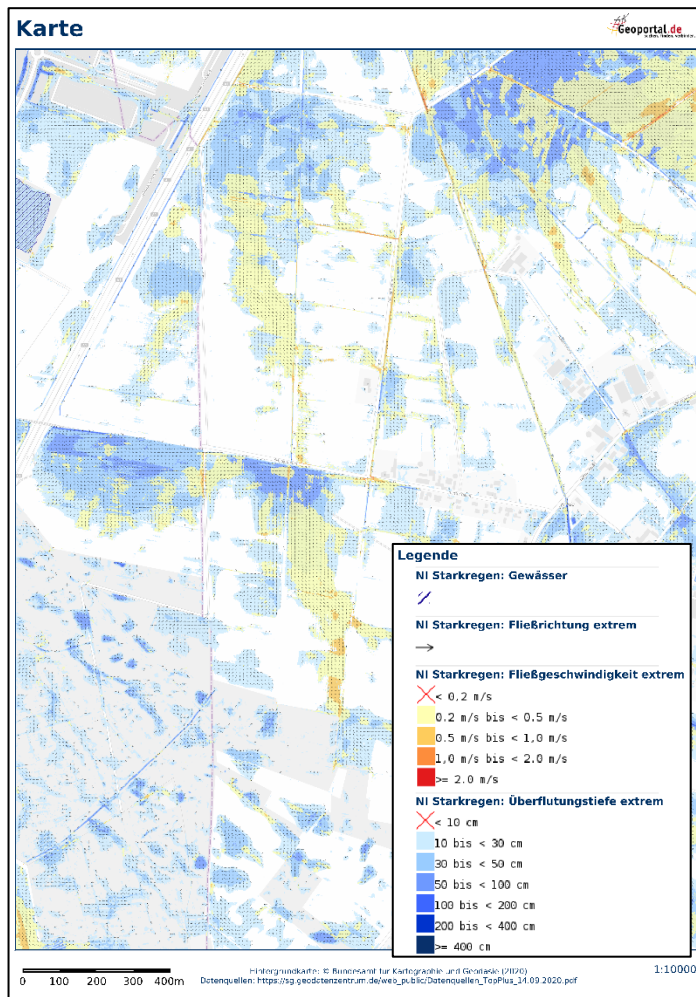 Karte
Geoportal.de
suchen. finden. verbinden.
Legende
NI Starkregen: Gewässer
NI Starkregen: Fließrichtung extrem
NI Starkregen: Fließgeschwindigkeit extrem
< 0,2 m/s
0.2 m/s bis < 0.5 m/s
0.5 m/s bis < 1,0 m/s
1,0 m/s bis < 2.0 m/s
>= 2.0 m/s
NI Starkregen: Überflutungstiefe extrem
< 10 cm
10 bis < 30 cm
30 bis < 50 cm
50 bis < 100 cm
100 bis < 200 cm
200 bis < 400 cm
>= 400 cm
0 100 200 300 400m
Hintergrundkarte: © Bundesamt für Kartographie und Geodäsie (2020)
Datenquellen: https://sg.geodatenzentrum.de/web_public/Datenquellen_TopPlus_14.09.2020.pdf
1:10000